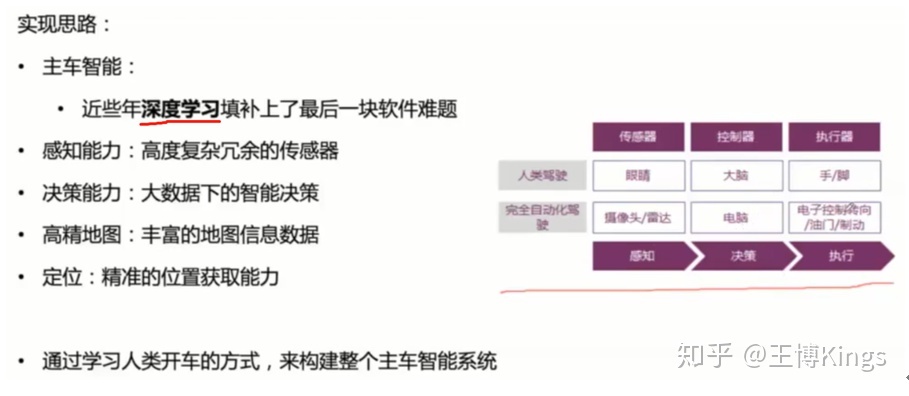 实现思路：
• 主车智能：
• 近些年深度学习填补上了最后一块软件难题
• 感知能力：高度复杂冗余的传感器
• 决策能力：大数据下的智能决策
• 高精地图：丰富的地图信息数据
• 定位：精准的位置获取能力
• 通过学习人类开车的方式，来构建整个主车智能系统
传感器 控制器 执行器
人类驾驶 眼睛 大脑 手/脚
完全自动化驾
驶
摄像头/雷达 电脑
电子控制转向
/油门/制动
感知 决策 执行
知乎 @王博Kings